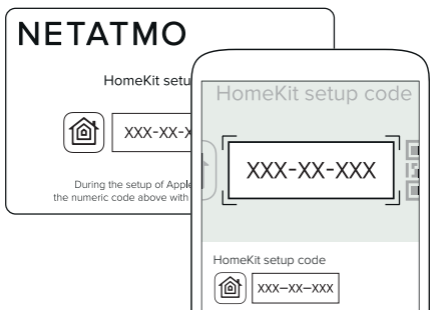 NETATMO
HomeKit setu
XXX-XX-X
During the setup of Apple
the numeric code above with
HomeKit setup code
XXX-XX-XXX
HomeKit setup code
XXX–XX–XXX